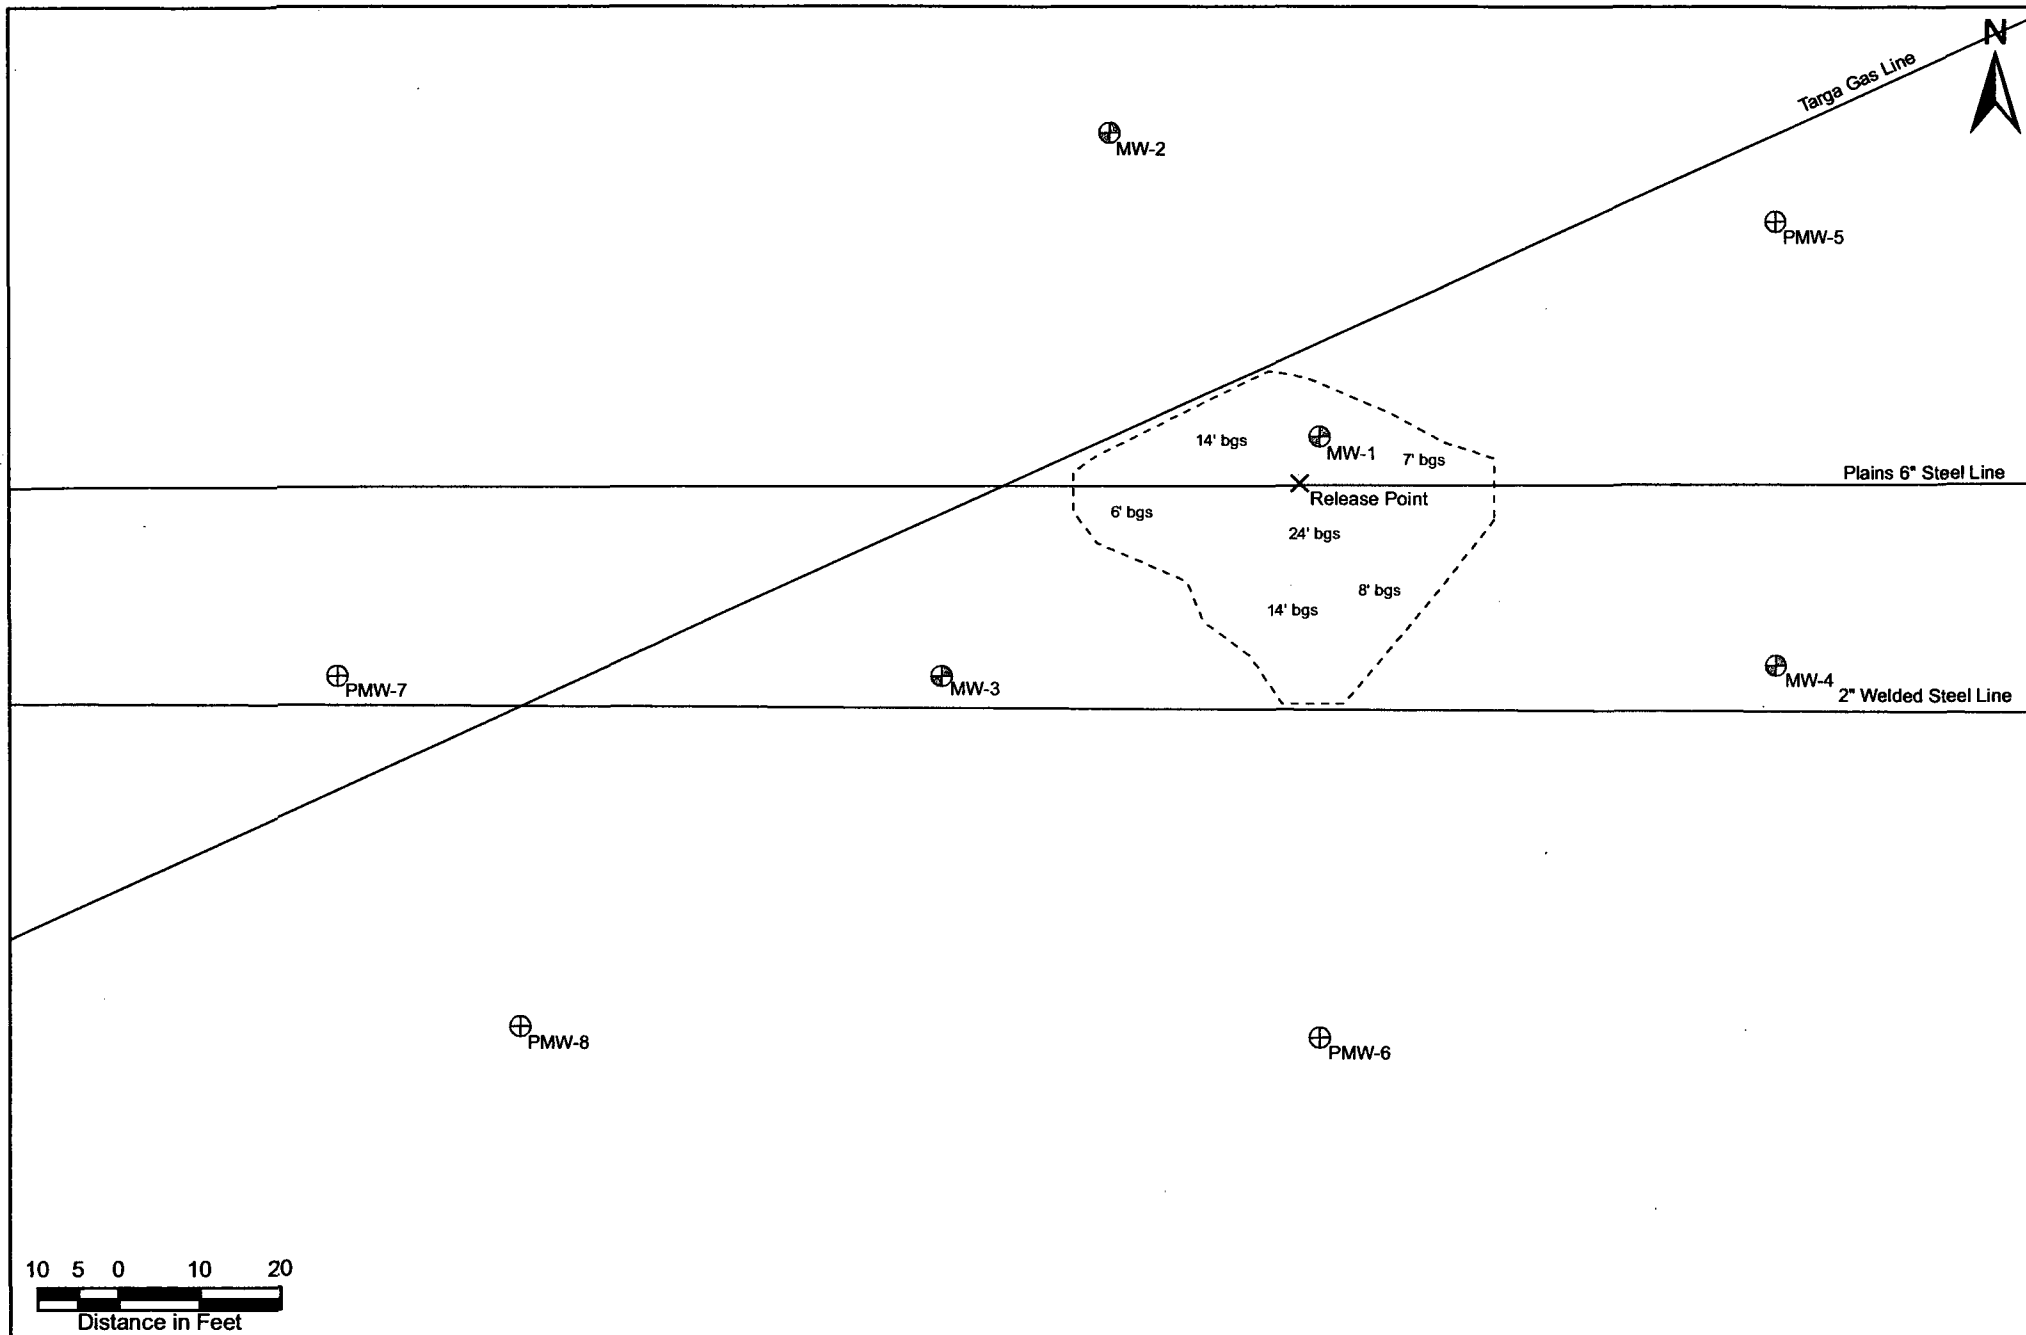 N
Targa Gas Line
MW-2
PMW-5
14' bgs
MW-1
7' bgs
Plains 6" Steel Line
Release Point
6' bgs
24' bgs
8' bgs
14' bgs
PMW-7
MW-3
MW-4
2" Welded Steel Line
PMW-8
PMW-6
10 5 0 10 20
Distance in Feet